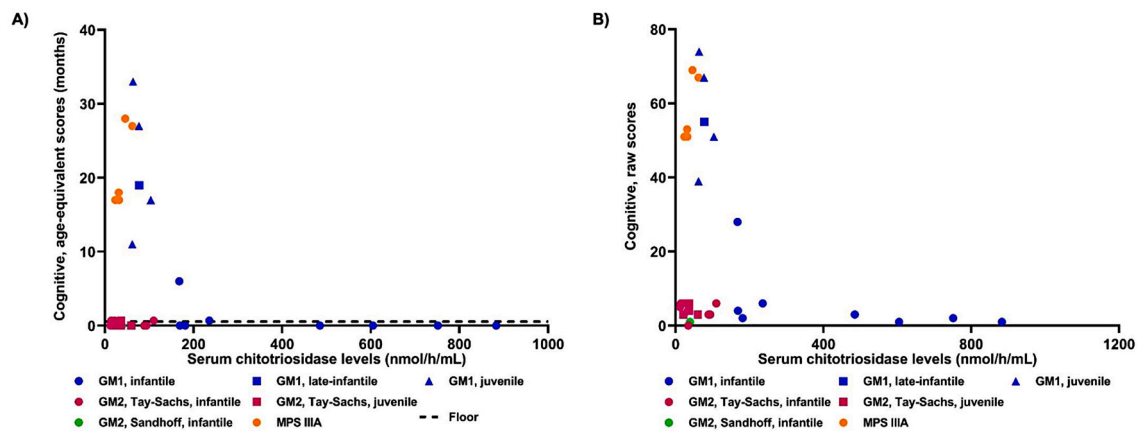 A)
Cognitive, age-equivalent scores (months)
40
30
20
10
0
0 200 400 600 800 1000
Serum chitotriosidase levels (nmol/h/mL)
GM1, infantile GM1, late-infantile GM1, juvenile
GM2, Tay-Sachs, infantile GM2, Tay-Sachs, juvenile Floor
GM2, Sandhoff, infantile MPS IIIA
B)
Cognitive, raw scores
80
60
40
20
0
0 400 800 1200
Serum chitotriosidase levels (nmol/h/mL)
GM1, infantile GM1, late-infantile GM1, juvenile
GM2, Tay-Sachs, infantile GM2, Tay-Sachs, juvenile
GM2, Sandhoff, infantile MPS IIIA